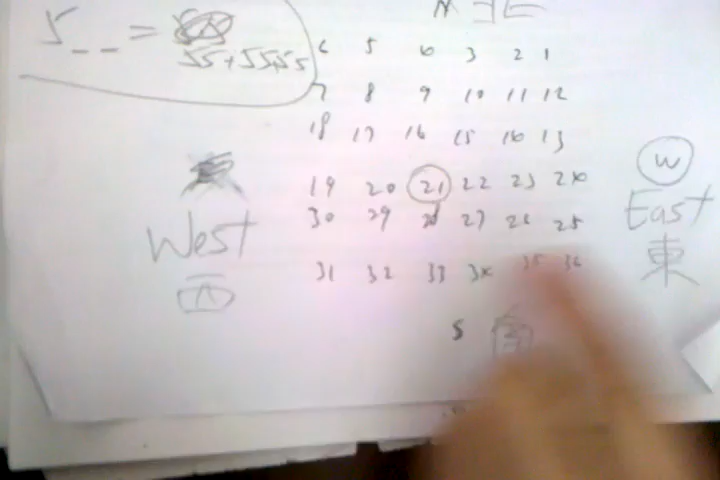 5 _ _ =
55 + 5555
6 5 6 3 2 1
7 8 9 10 11 12
18 17 16 15 16 13
19 20 21 22 23 20
W
East
東
West
西
30 29 28 27 26 25
31 32 33 34 35 36
S